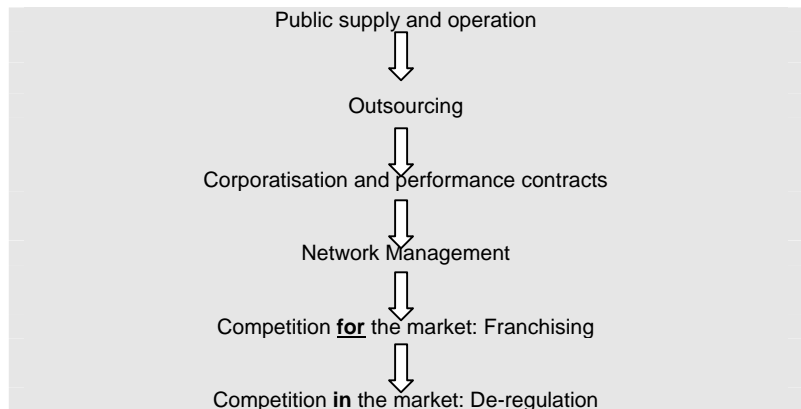 Public supply and operation
Outsourcing
Corporatisation and performance contracts
Network Management
Competition for the market: Franchising
Competition in the market: De-regulation